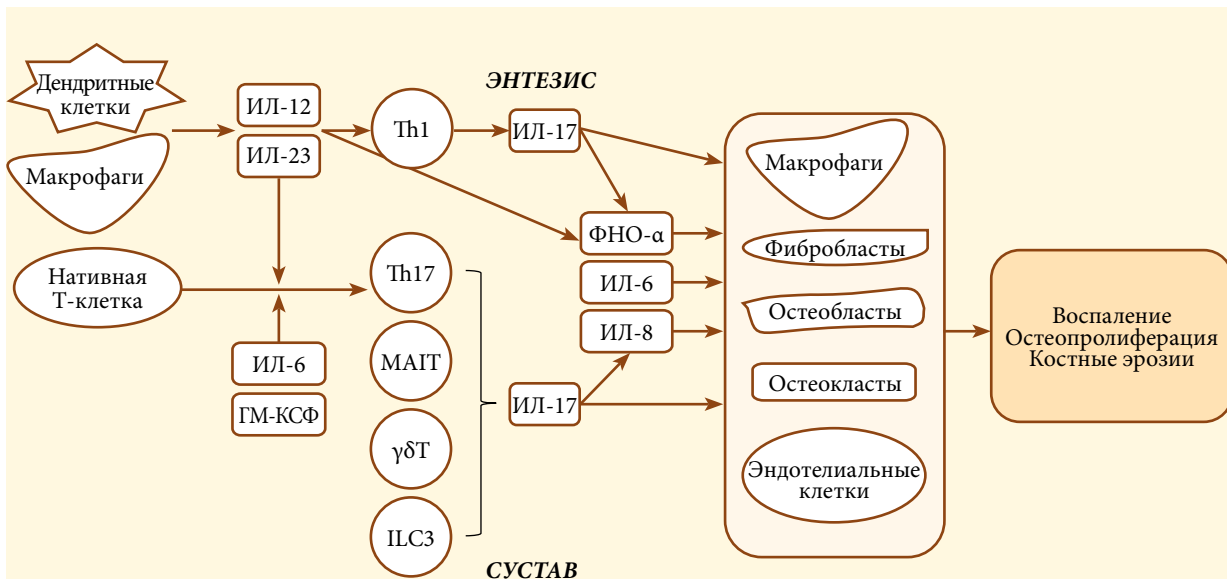 Дендритные
клетки
Макрофаги
Нативная
Т-клетка
ИЛ-12
ИЛ-23
ИЛ-6
ГМ-КСФ
Th1
Th17
MAIT
γδT
ILC3
ЭНТЕЗИС
ИЛ-17
ФНО-α
ИЛ-6
ИЛ-8
ИЛ-17
СУСТАВ
Макрофаги
Фибробласты
Остеобласты
Остеокласты
Эндотелиальные
клетки
Воспаление
Остеопролиферация
Костные эрозии